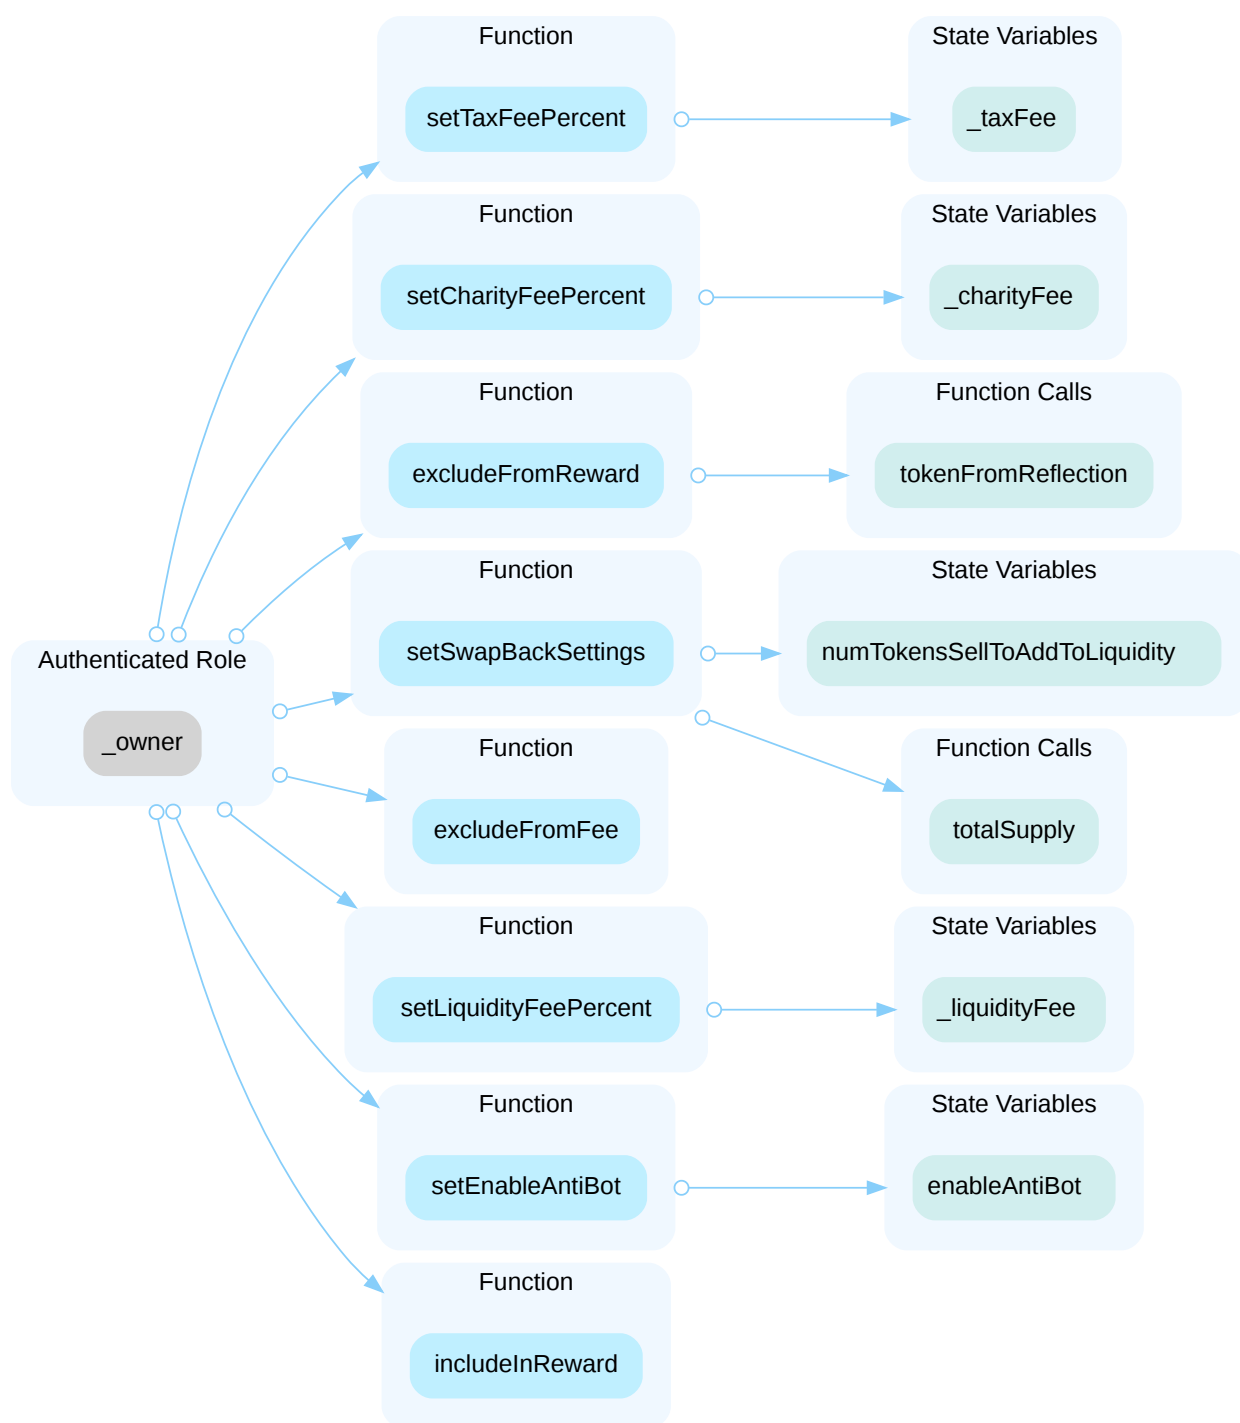 Function
setTaxFeePercent
State Variables
_taxFee
Function
setCharityFeePercent
State Variables
_charityFee
Function
excludeFromReward
Function Calls
tokenFromReflection
Function
setSwapBackSettings
State Variables
numTokensSellToAddToLiquidity
Authenticated Role
_owner
Function
excludeFromFee
Function Calls
totalSupply
Function
setLiquidityFeePercent
State Variables
_liquidityFee
Function
setEnableAntiBot
State Variables
enableAntiBot
Function
includeInReward